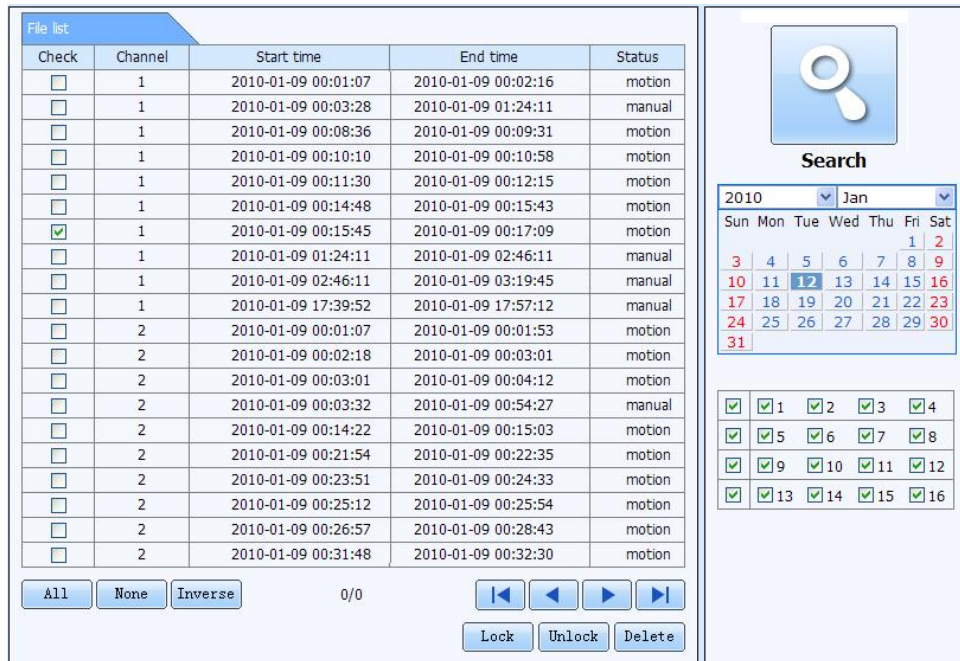 File list
Check Channel Start time End time Status
1 2010-01-09 00:01:07 2010-01-09 00:02:16 motion
1 2010-01-09 00:03:28 2010-01-09 01:24:11 manual
1 2010-01-09 00:08:36 2010-01-09 00:09:31 motion
1 2010-01-09 00:10:10 2010-01-09 00:10:58 motion
1 2010-01-09 00:11:30 2010-01-09 00:12:15 motion
1 2010-01-09 00:14:48 2010-01-09 00:15:43 motion
1 2010-01-09 00:15:45 2010-01-09 00:17:09 motion
1 2010-01-09 01:24:11 2010-01-09 02:46:11 manual
1 2010-01-09 02:46:11 2010-01-09 03:19:45 manual
1 2010-01-09 17:39:52 2010-01-09 17:57:12 manual
2 2010-01-09 00:01:07 2010-01-09 00:01:53 motion
2 2010-01-09 00:02:18 2010-01-09 00:03:01 motion
2 2010-01-09 00:03:01 2010-01-09 00:04:12 motion
2 2010-01-09 00:03:32 2010-01-09 00:54:27 manual
2 2010-01-09 00:14:22 2010-01-09 00:15:03 motion
2 2010-01-09 00:21:54 2010-01-09 00:22:35 motion
2 2010-01-09 00:23:51 2010-01-09 00:24:33 motion
2 2010-01-09 00:25:12 2010-01-09 00:25:54 motion
2 2010-01-09 00:26:57 2010-01-09 00:28:43 motion
2 2010-01-09 00:31:48 2010-01-09 00:32:30 motion
All None Inverse 0/0
Lock Unlock Delete
Search
2010 Jan
Sun Mon Tue Wed Thu Fri Sat
1 2
3 4 5 6 7 8 9
10 11 12 13 14 15 16
17 18 19 20 21 22 23
24 25 26 27 28 29 30
31
1 2 3 4
5 6 7 8
9 10 11 12
13 14 15 16